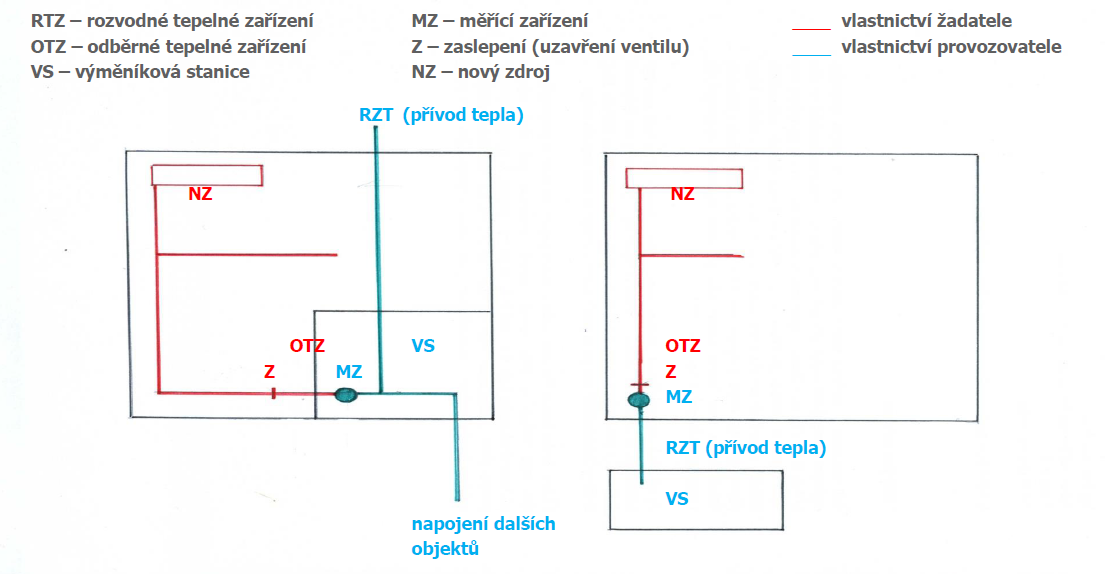 RTZ – rozvodné tepelné zařízení
OTZ – odběrné tepelné zařízení
VS – výměníková stanice
MZ – měřící zařízení
Z – zaslepení (uzavření ventilu)
NZ – nový zdroj
vlastnictví žadatele
vlastnictví provozovatele
RZT (přívod tepla)
NZ
OTZ
VS
Z
MZ
napojení dalších
objektů
NZ
OTZ
Z
MZ
RZT (přívod tepla)
VS